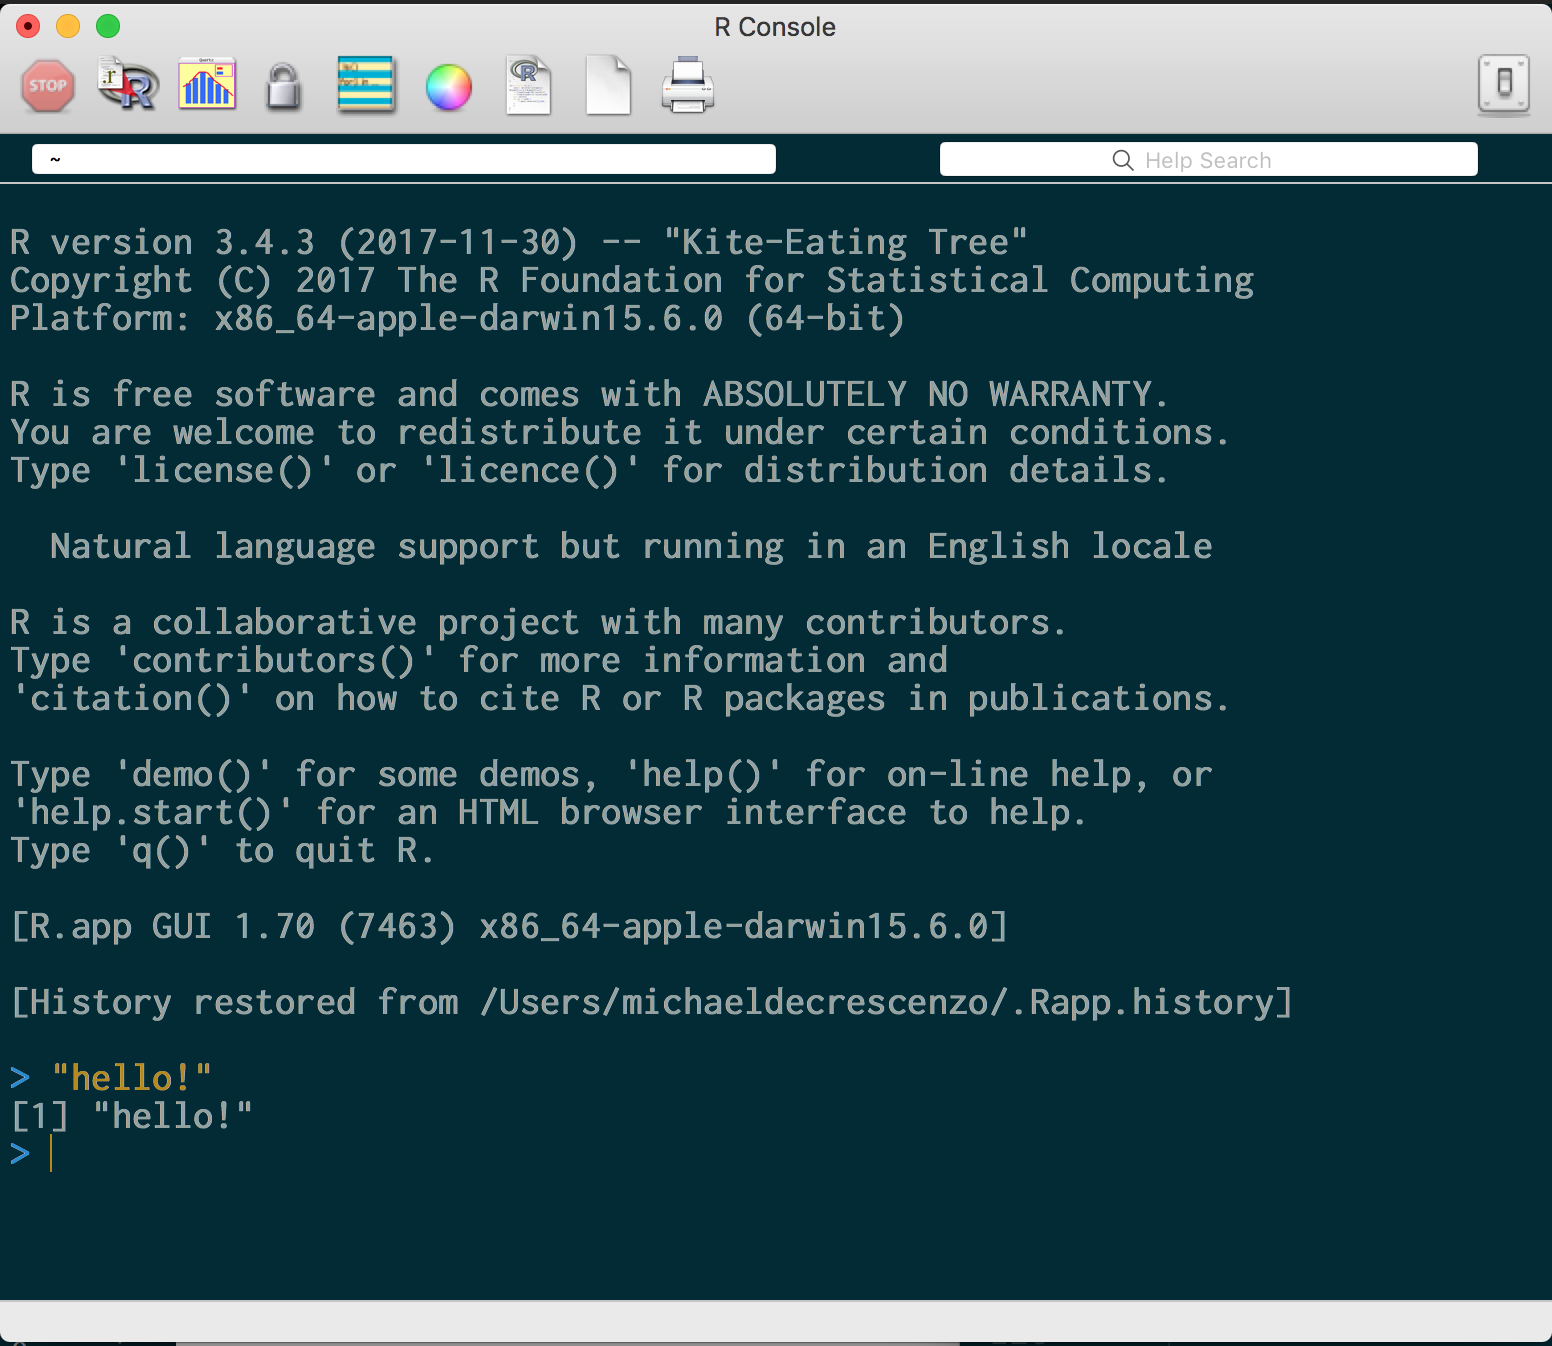 R Console
STOP
~
Help Search
R version 3.4.3 (2017-11-30) -- "Kite-Eating Tree"
Copyright (C) 2017 The R Foundation for Statistical Computing
Platform: x86_64-apple-darwin15.6.0 (64-bit)
R is free software and comes with ABSOLUTELY NO WARRANTY.
You are welcome to redistribute it under certain conditions.
Type 'license()' or 'licence()' for distribution details.
Natural language support but running in an English locale
R is a collaborative project with many contributors.
Type 'contributors()' for more information and
'citation()' on how to cite R or R packages in publications.
Type 'demo()' for some demos, 'help()' for on-line help, or
'help.start()' for an HTML browser interface to help.
Type 'q()' to quit R.
[R.app GUI 1.70 (7463) x86_64-apple-darwin15.6.0]
[History restored from /Users/michaeldecrescenzo/.Rapp.history]
> "hello!"
[1] "hello!"
>